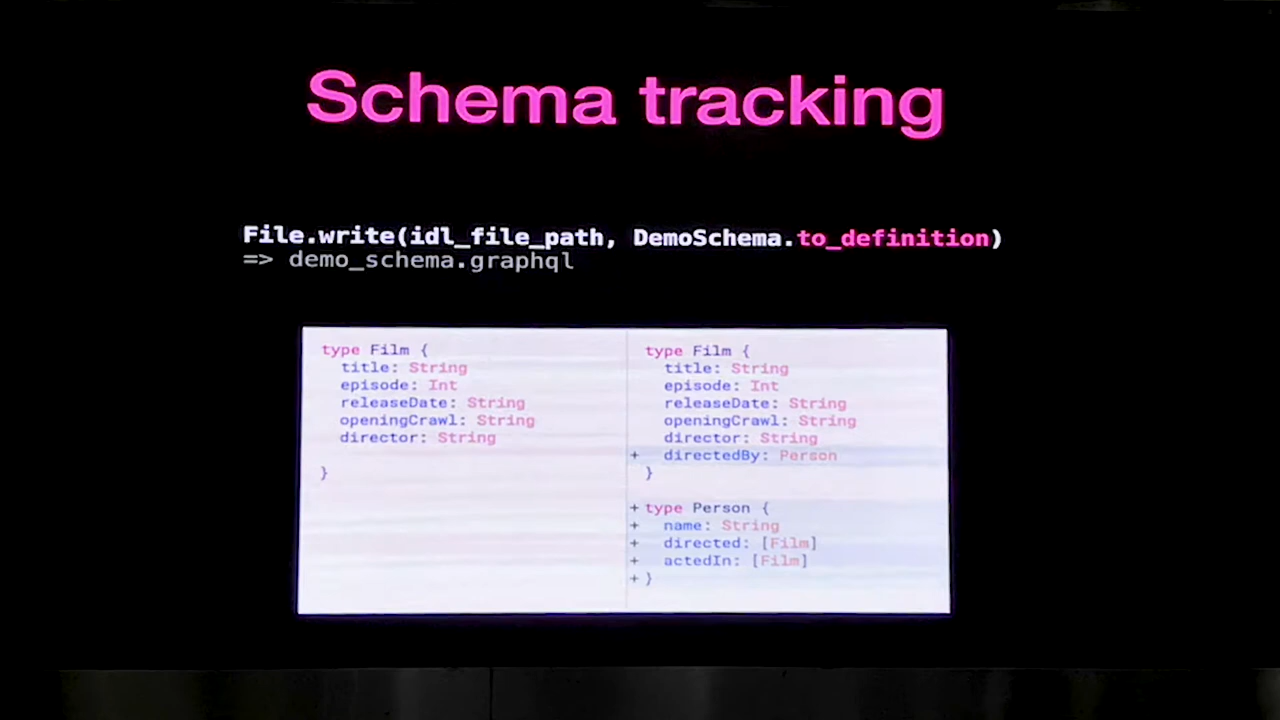 Schema tracking
File.write(idl_file_path, DemoSchema.to_definition)
=> demo_schema.graphql
type Film {
title: String
episode: Int
releaseDate: String
openingCrawl: String
director: String
}
type Film {
title: String
episode: Int
releaseDate: String
openingCrawl: String
director: String
+ directedBy: Person
}
+ type Person {
+ name: String
+ directed: [Film]
+ actedIn: [Film]
+ }